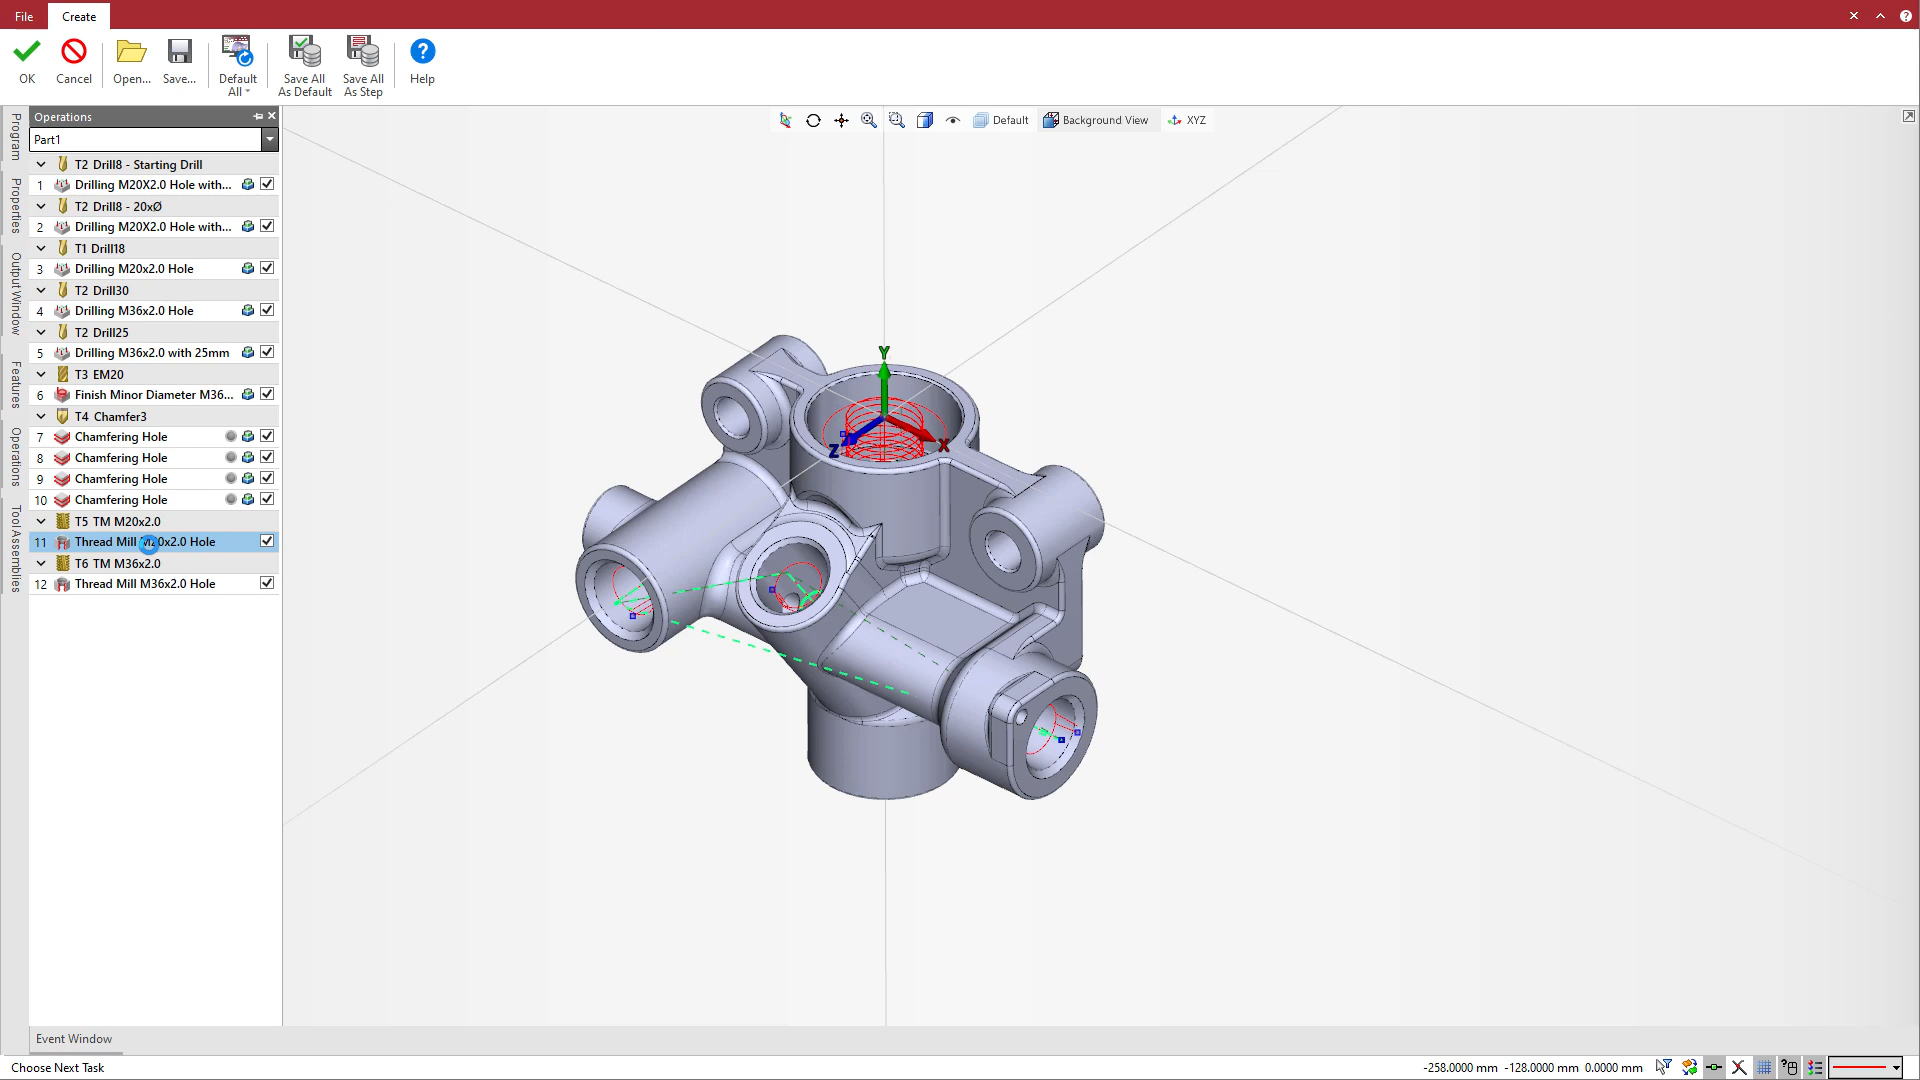 File Create
OK Cancel Open... Save... Default All Save All As Default Save All As Step Help
Operations
Part1
T2 Drill8 - Starting Drill
1 Drilling M20X2.0 Hole with...
T2 Drill8 - 20xØ
2 Drilling M20X2.0 Hole with...
T1 Drill18
3 Drilling M20x2.0 Hole
T2 Drill30
4 Drilling M36x2.0 Hole
T2 Drill25
5 Drilling M36x2.0 with 25mm
T3 EM20
6 Finish Minor Diameter M36...
T4 Chamfer3
7 Chamfering Hole
8 Chamfering Hole
9 Chamfering Hole
10 Chamfering Hole
T5 TM M20x2.0
11 Thread Mill M20x2.0 Hole
T6 TM M36x2.0
12 Thread Mill M36x2.0 Hole
Program
Properties
Output Window
Features
Operations
Tool Assemblies
Default Background View XYZ
Y
Z
X
Event Window
Choose Next Task
-258.0000 mm -128.0000 mm 0.0000 mm